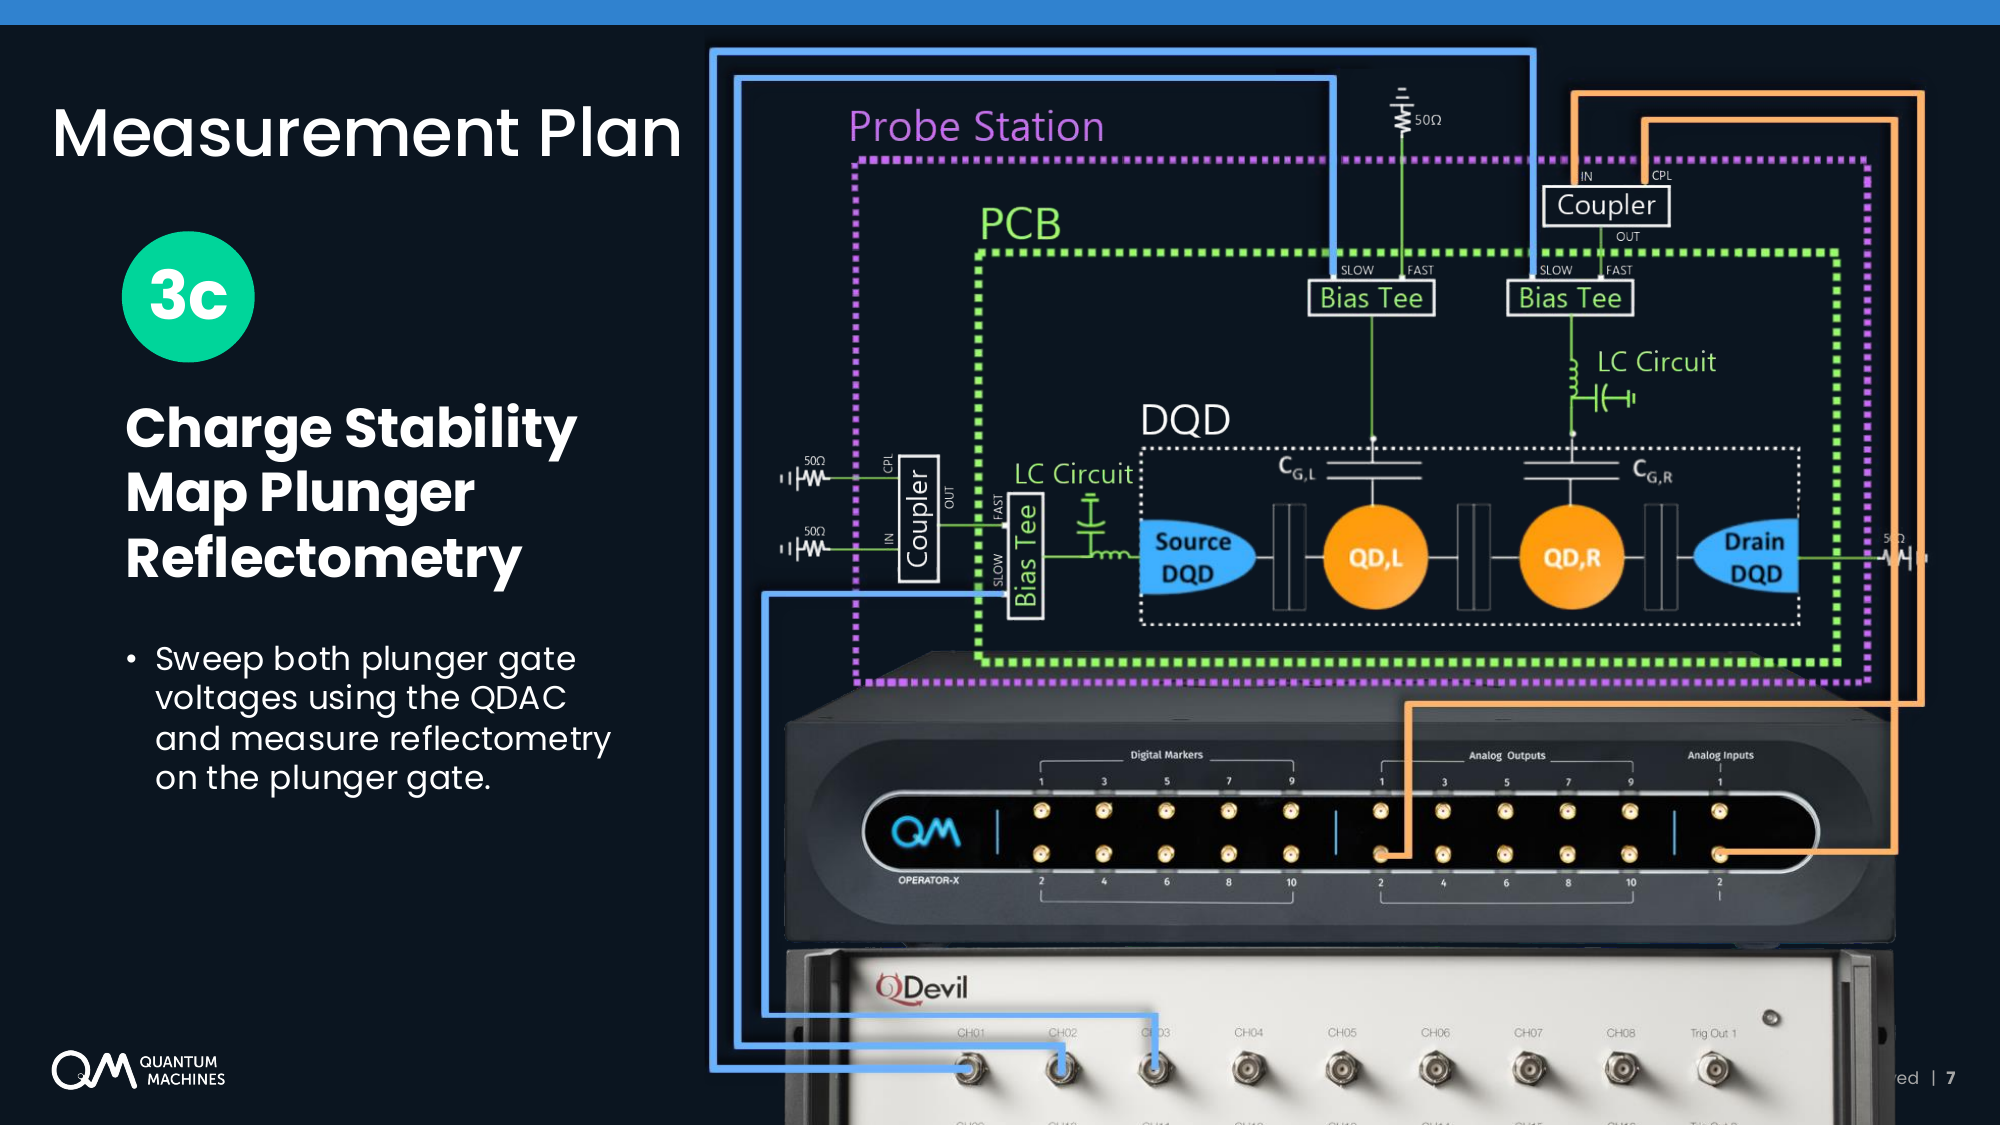 Measurement Plan
3c
Charge Stability
Map Plunger
Reflectometry
• Sweep both plunger gate
voltages using the QDAC
and measure reflectometry
on the plunger gate.
Probe Station
50Ω
IN
CPL
Coupler
OUT
PCB
SLOW
FAST
SLOW
FAST
Bias Tee
Bias Tee
LC Circuit
DQD
C_G,L
C_G,R
50Ω
CPL
Coupler
OUT
50Ω
IN
LC Circuit
FAST
SLOW
Bias Tee
Source
DQD
QD,L
QD,R
Drain
DQD
Digital Markers
Analog Outputs
Analog Inputs
1 3 5 7 9 1 3 5 7 9 1
QM
OPERATOR-X
2 4 6 8 10 2 4 6 8 10 2
QDevil
CH01 CH02 CH04 CH05 CH06 CH07 CH08 Trig Out 1
QM QUANTUM
MACHINES
| 7